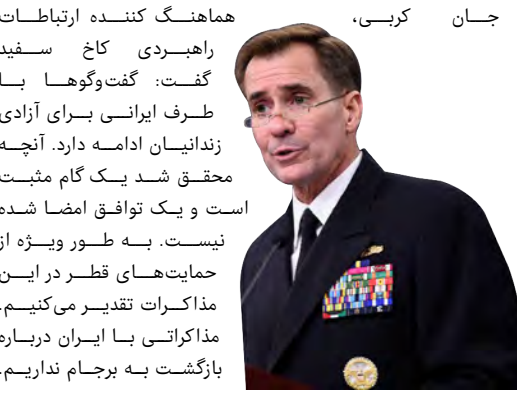 جان کربی، هماهنگ کننده ارتباطات
راهبردی کاخ سفید
گفت: گفت‌وگوها با
طرف ایرانی برای آزادی
زندانیان ادامه دارد. آنچه
محقق شد یک گام مثبت
است و یک توافق امضا شده
نیست. به طور ویژه از
حمایت‌های قطر در این
مذاکرات تقدیر می‌کنیم.
مذاکراتی با ایران درباره
بازگشت به برجام نداریم.